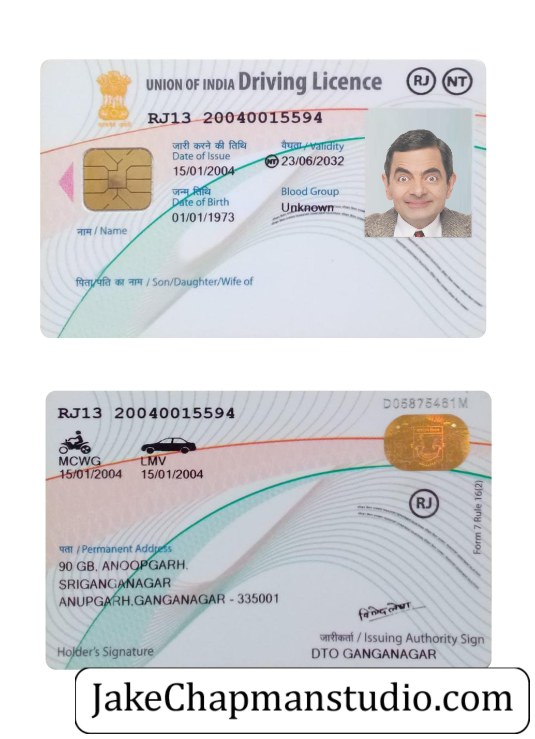 UNION OF INDIA Driving Licence RJ NT
RJ13 20040015594
जारी करने की तिथि
Date of Issue
15/01/2004
वैधता / Validity
NT 23/06/2032
जन्म तिथि
Date of Birth
01/01/1973
Blood Group
Unknown
नाम / Name
पिता/पति का नाम / Son/Daughter/Wife of
RJ13 20040015594
D06875461M
MCWG
15/01/2004
LMV
15/01/2004
RJ
Form 7 Rule 16(2)
पता / Permanent Address
90 GB, ANOOPGARH,
SRIGANGANAGAR
ANUPGARH,GANGANAGAR - 335001
जारीकर्ता / Issuing Authority Sign
Holder's Signature
DTO GANGANAGAR
JakeChapmanstudio.com